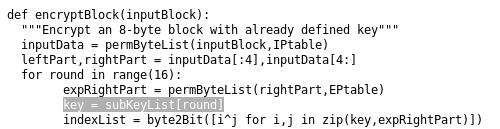 def encryptBlock(inputBlock):
  """Encrypt an 8-byte block with already defined key"""
  inputData = permByteList(inputBlock,IPtable)
  leftPart,rightPart = inputData[:4],inputData[4:]
  for round in range(16):
        expRightPart = permByteList(rightPart,EPtable)
        key = subKeyList[round]
        indexList = byte2Bit([i^j for i,j in zip(key,expRightPart)])